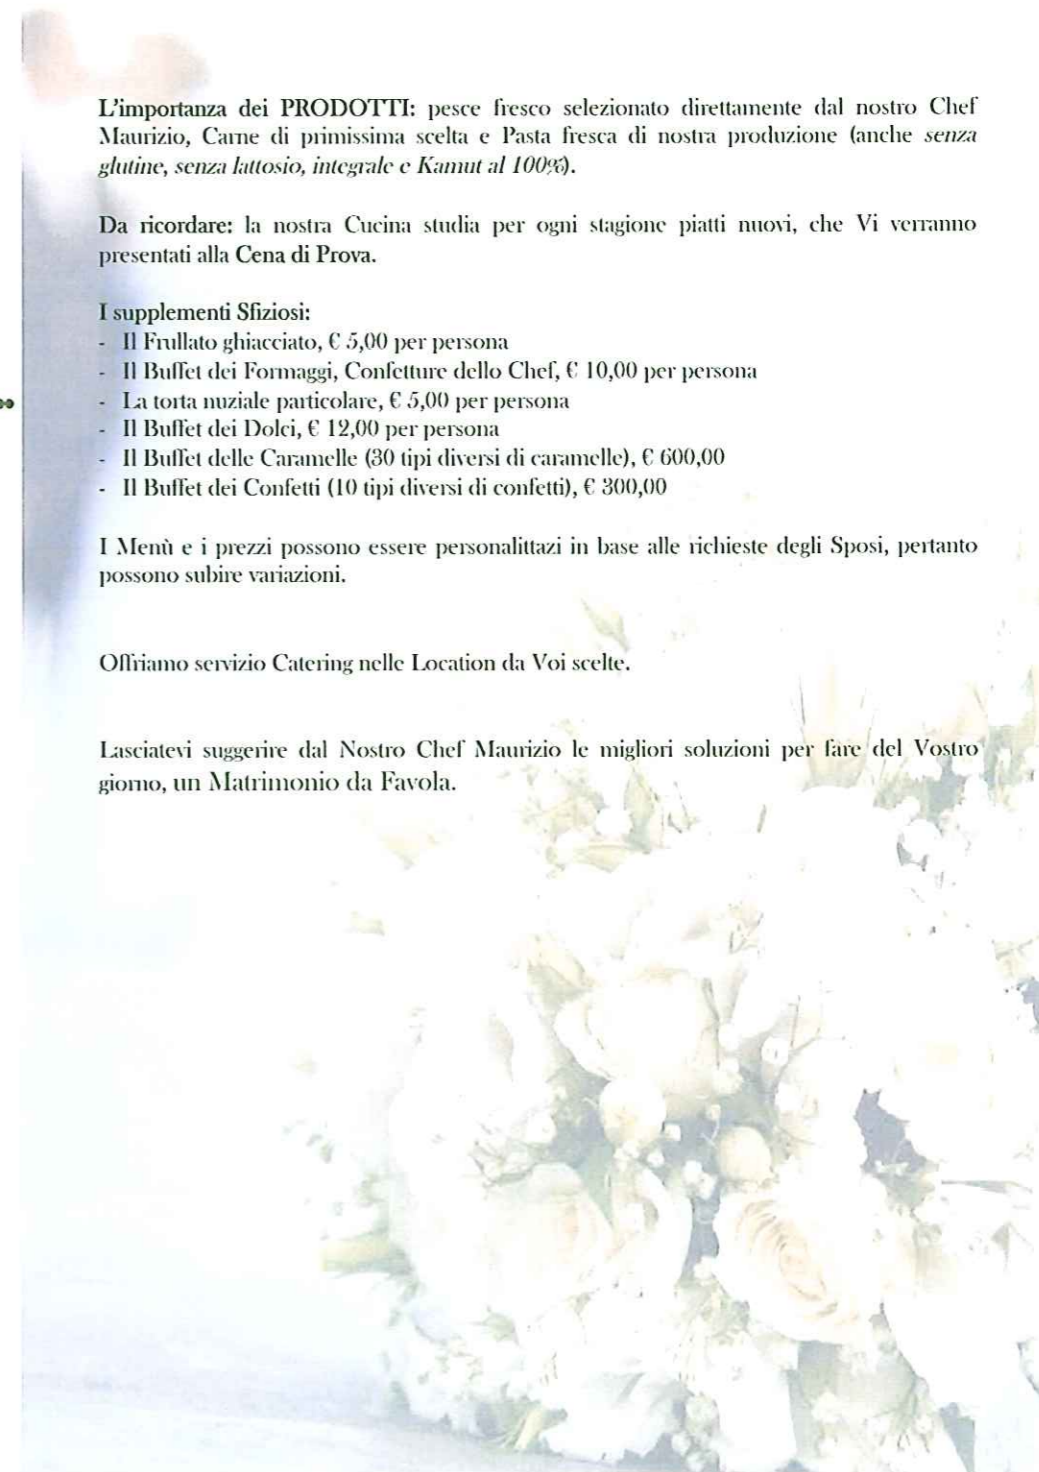 L'importanza dei PRODOTTI: pesce fresco selezionato direttamente dal nostro Chef
Maurizio, Carne di primissima scelta e Pasta fresca di nostra produzione (anche senza
glutine, senza lattosio, integrale e Kamut al 100%).
Da ricordare: la nostra Cucina studia per ogni stagione piatti nuovi, che Vi verranno
presentati alla Cena di Prova.
I supplementi Sfiziosi:
- Il Frullato ghiacciato, € 5,00 per persona
- Il Buffet dei Formaggi, Confetture dello Chef, € 10,00 per persona
- La torta nuziale particolare, € 5,00 per persona
- Il Buffet dei Dolci, € 12,00 per persona
- Il Buffet delle Caramelle (30 tipi diversi di caramelle), € 600,00
- Il Buffet dei Confetti (10 tipi diversi di confetti), € 300,00
I Menù e i prezzi possono essere personalittazi in base alle richieste degli Sposi, pertanto
possono subire variazioni.
Offriamo servizio Catering nelle Location da Voi scelte.
Lasciatevi suggerire dal Nostro Chef Maurizio le migliori soluzioni per fare del Vostro
giorno, un Matrimonio da Favola.